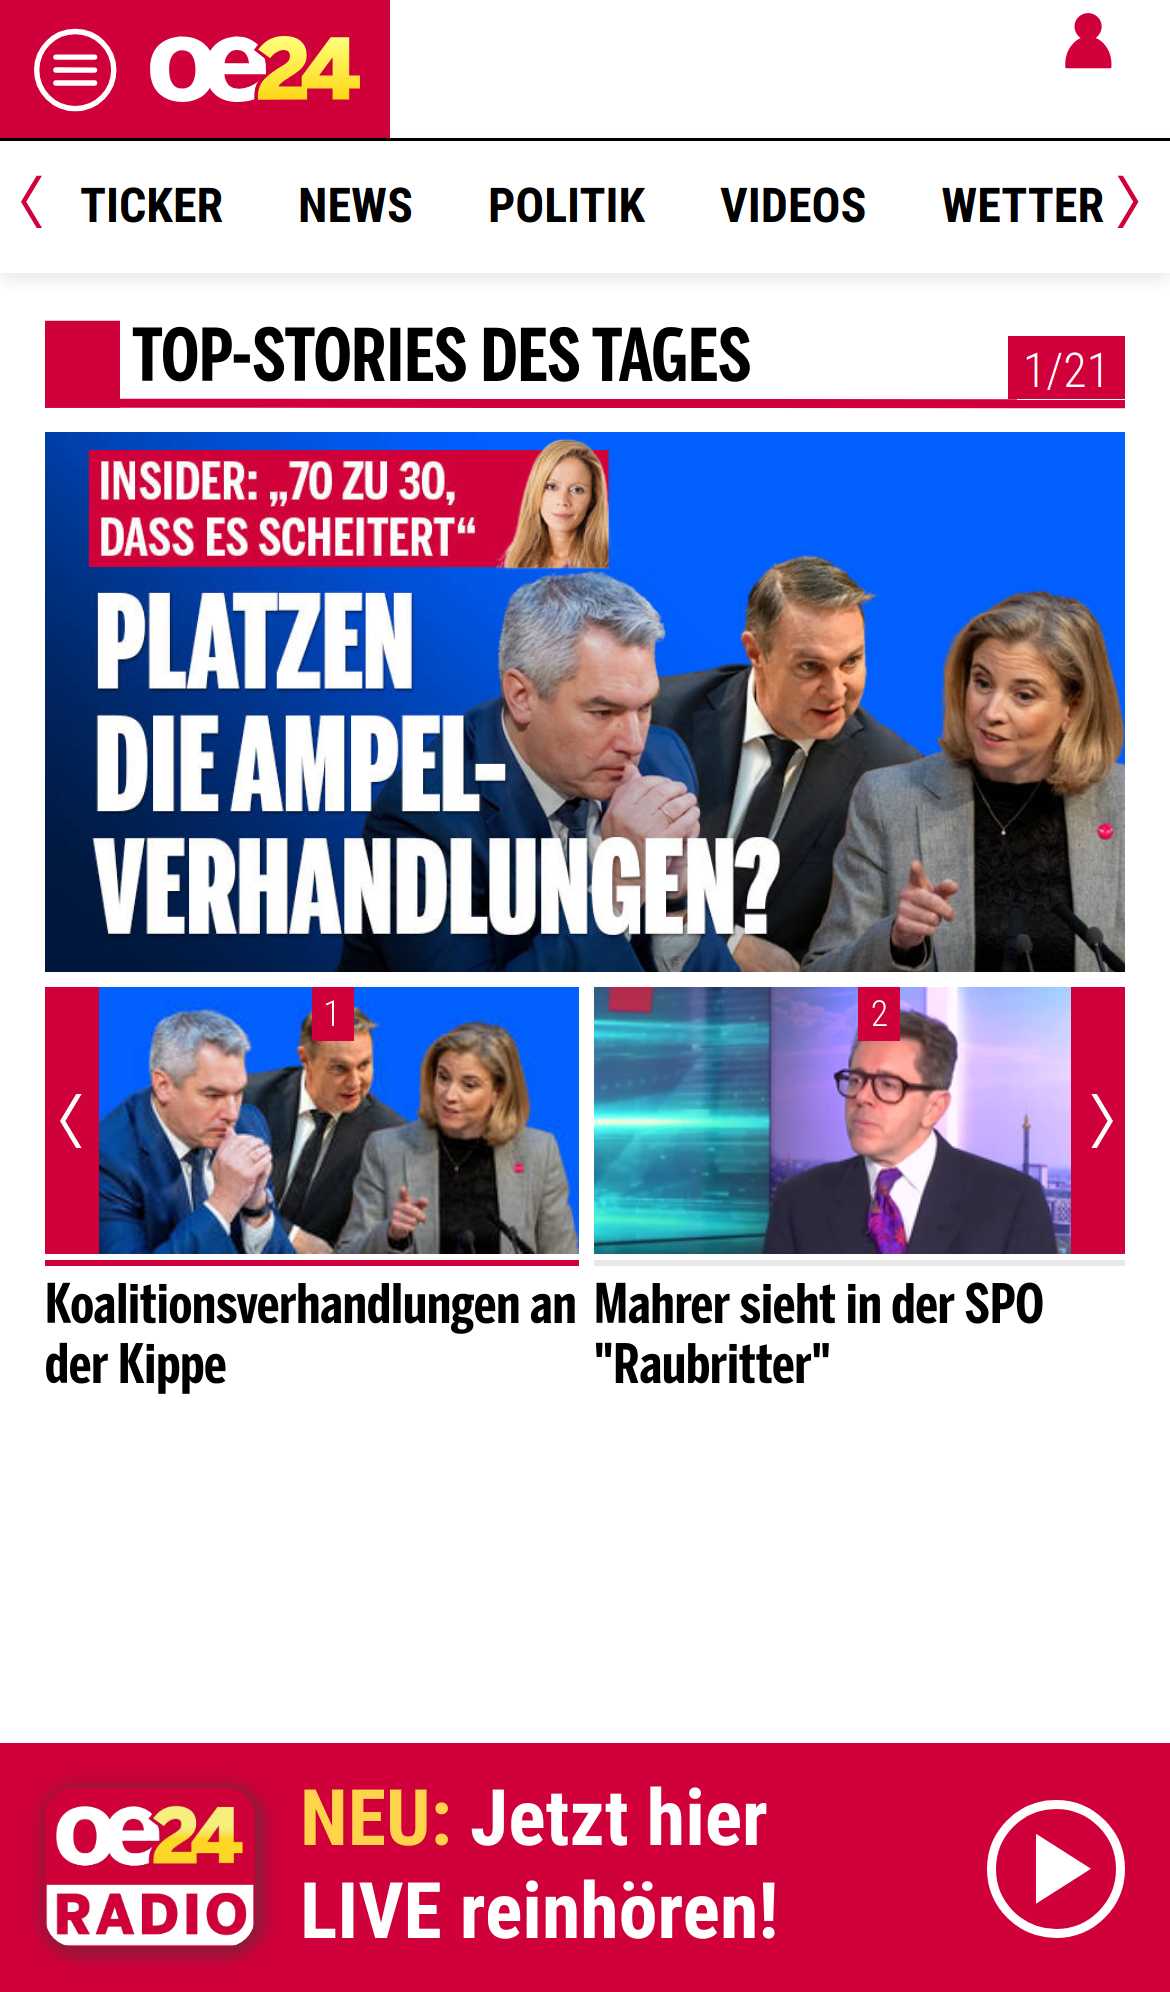 oe24
TICKER
NEWS
POLITIK
VIDEOS
WETTER
TOP-STORIES DES TAGES
1/21
INSIDER: „70 ZU 30,
DASS ES SCHEITERT“
PLATZEN
DIE AMPEL-
VERHANDLUNGEN?
1
2
Koalitionsverhandlungen an
der Kippe
Mahrer sieht in der SPO
"Raubritter"
oe24
RADIO
NEU: Jetzt hier
LIVE reinhören!